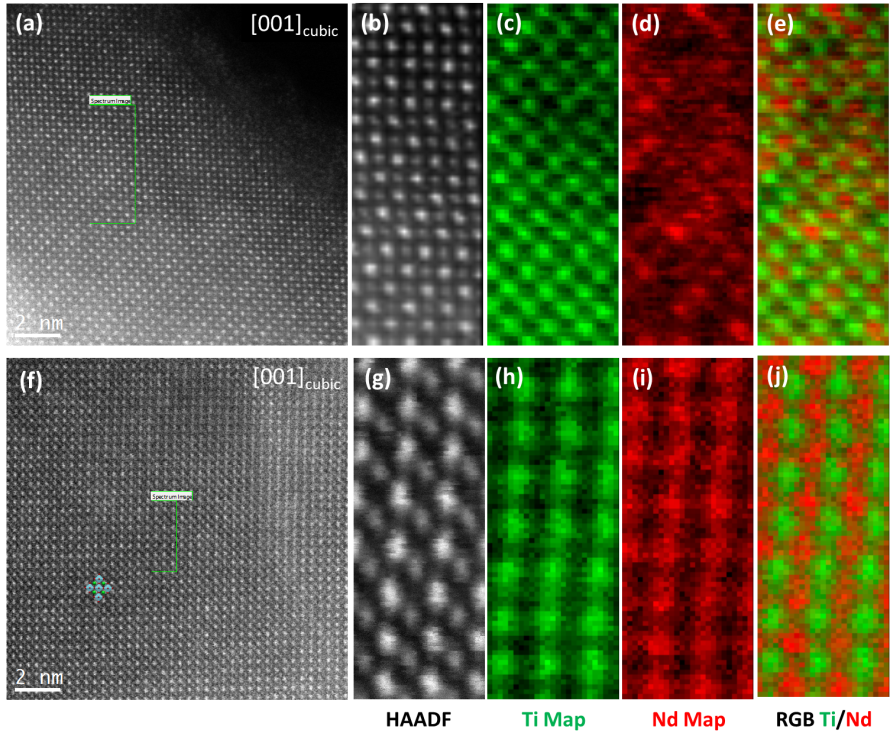 (a)
[001]cubic
Spectrum Image
2 nm
(b)
(c)
(d)
(e)
(f)
[001]cubic
Spectrum Image
2 nm
(g)
(h)
(i)
(j)
HAADF
Ti Map
Nd Map
RGB Ti/Nd